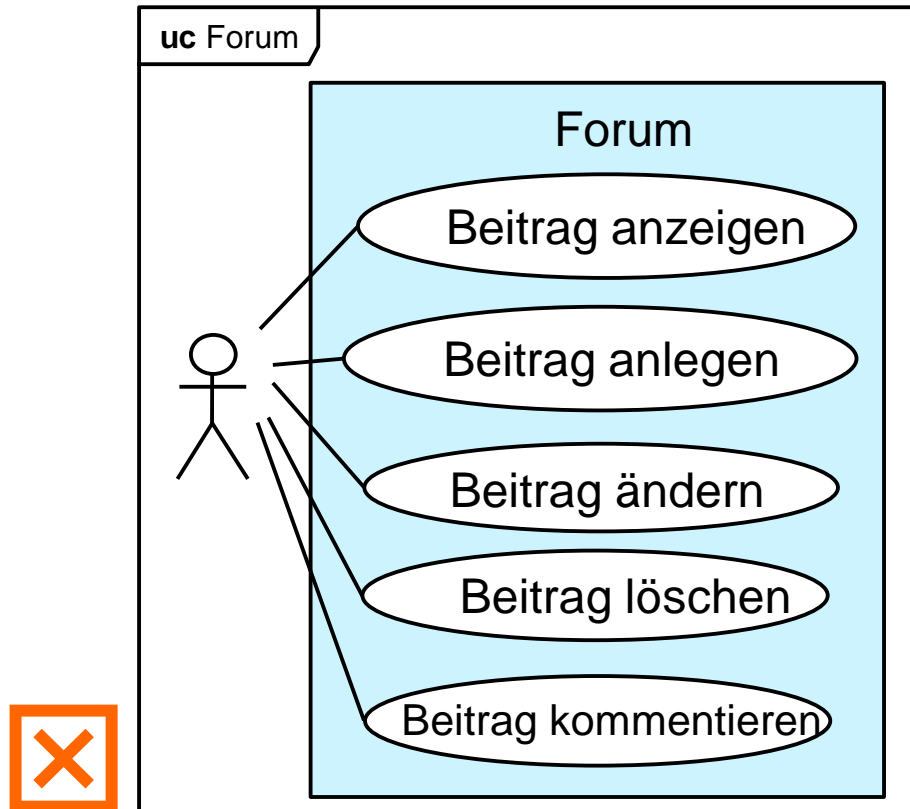 uc Forum
Forum
Beitrag anzeigen
Beitrag anlegen
Beitrag ändern
Beitrag löschen
Beitrag kommentieren